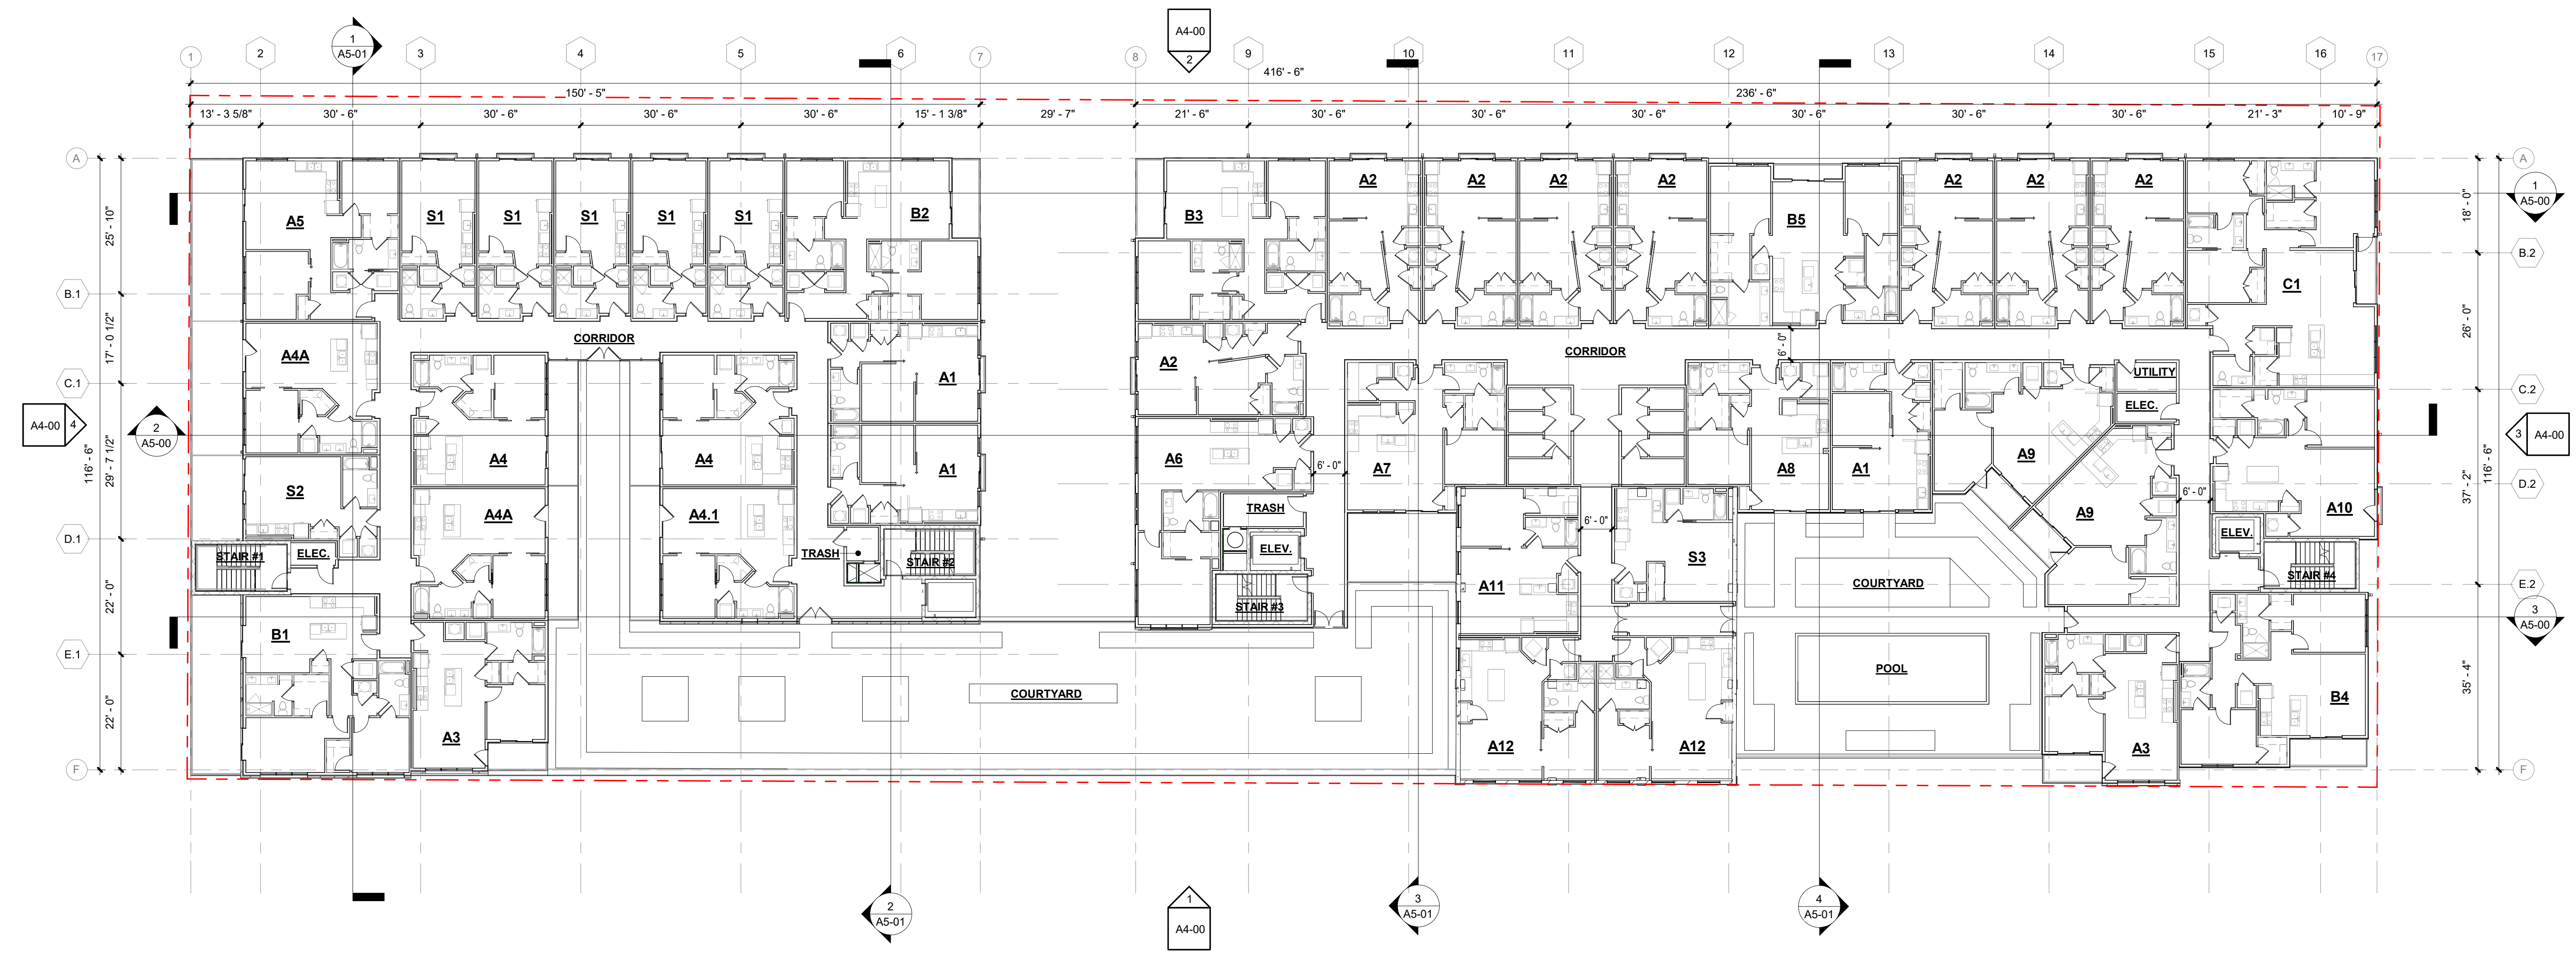 1
A5-01
A4-00
2
1
2
3
4
5
6
7
8
9
10
11
12
13
14
15
16
17
416' - 6"
150' - 5"
236' - 6"
13' - 3 5/8"
30' - 6"
30' - 6"
30' - 6"
30' - 6"
15' - 1 3/8"
29' - 7"
21' - 6"
30' - 6"
30' - 6"
30' - 6"
30' - 6"
30' - 6"
21' - 3"
10' - 9"
A
B.1
C.1
D.1
E.1
F
116' - 6"
25' - 10"
17' - 0 1/2"
29' - 7 1/2"
22' - 0"
22' - 0"
A4-00
4
2
A5-00
A5
S1
S1
S1
S1
S1
B2
A4A
CORRIDOR
A1
A4
A4
A1
S2
A4A
A4.1
STAIR #1
ELEC.
TRASH
STAIR #2
B1
A3
COURTYARD
B3
A2
A2
A2
A2
B5
A2
A2
A2
C1
A2
CORRIDOR
6' - 0"
UTILITY
ELEC.
A6
6' - 0"
A7
A8
A1
A9
A9
6' - 0"
A10
TRASH
ELEV.
STAIR #3
6' - 0"
S3
A11
COURTYARD
ELEV.
STAIR #4
POOL
A12
A12
A3
B4
A
B.2
C.2
D.2
E.2
F
18' - 0"
26' - 0"
37' - 2"
35' - 4"
116' - 6"
1
A5-00
3
A4-00
3
A5-00
2
A5-01
1
A4-00
3
A5-01
4
A5-01